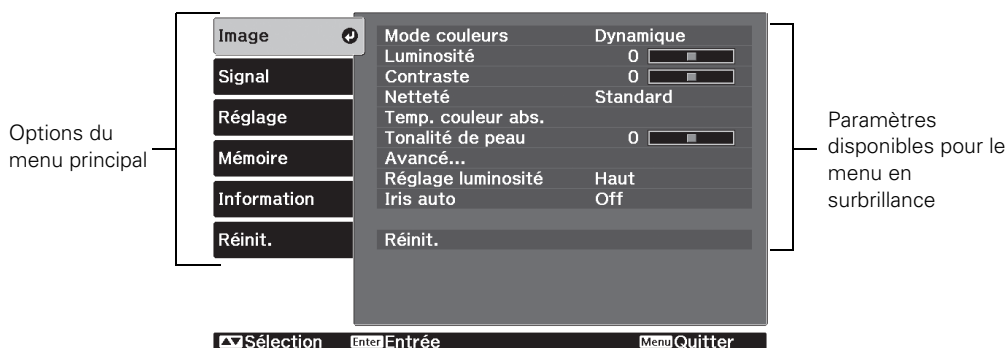 Options du
menu principal
Image
Signal
Réglage
Mémoire
Information
Réinit.
Mode couleurs Dynamique
Luminosité 0
Contraste 0
Netteté Standard
Temp. couleur abs.
Tonalité de peau 0
Avancé...
Réglage luminosité Haut
Iris auto Off
Réinit.
Sélection Enter Entrée Menu Quitter
Paramètres
disponibles pour le
menu en
surbrillance